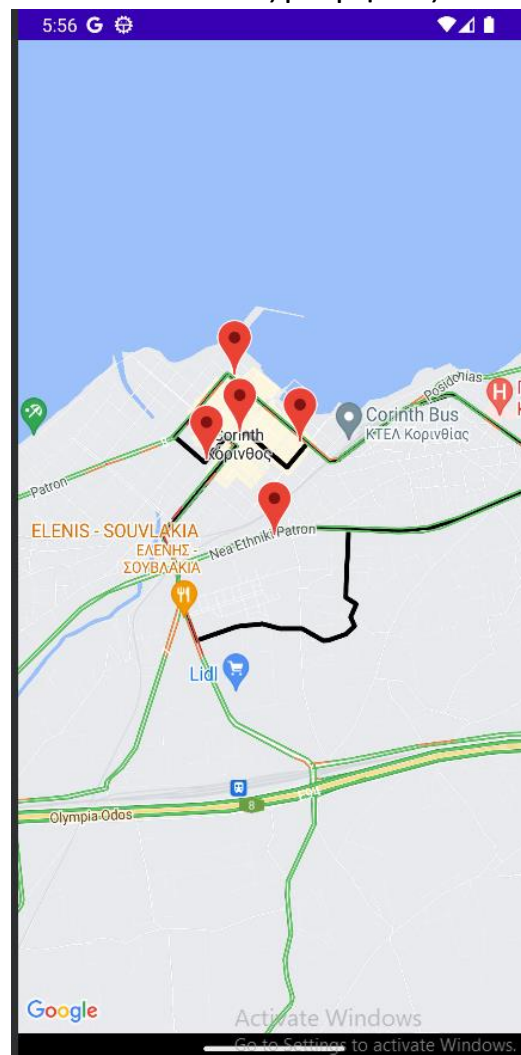 5:56 G
Posidonias
Corinth Bus
ΚΤΕΛ Κορινθίας
Corinth
Κόρινθος
Patron
ELENIS - SOUVLAKIA
ΕΛΕΝΗΣ -
ΣΟΥΒΛΑΚΙΑ
Nea Ethniki Patron
Lidl
8
Olympia Odos
Google
Activate Windows
Go to Settings to activate Windows.